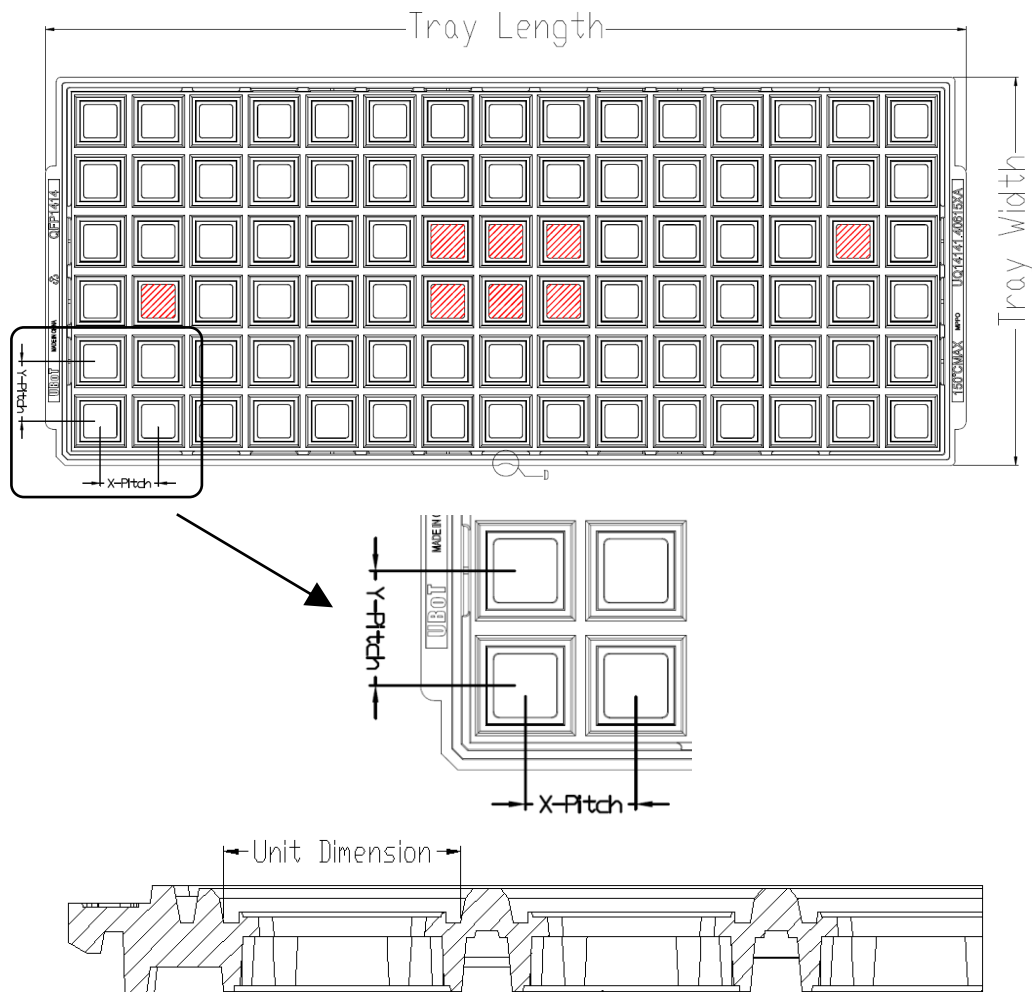 Tray Length
Tray Width
QFP1414
MADE IN CHINA
UBoT
UQ14141.40615XA
MPPO
150°CMAX
Y-Pitch
X-Pitch
MADE IN C
UBoT
Y-Pitch
X-Pitch
Unit Dimension